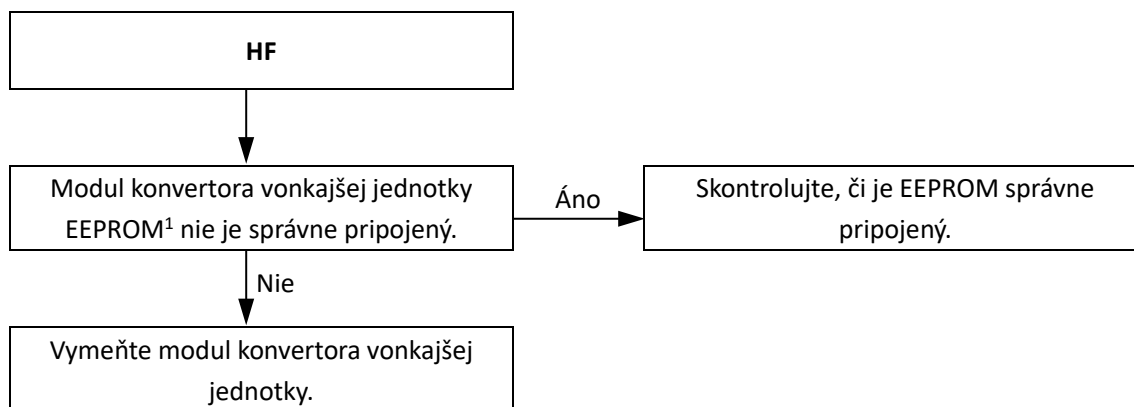 HF
Modul konvertora vonkajšej jednotky
EEPROM¹ nie je správne pripojený.
Áno
Skontrolujte, či je EEPROM správne
pripojený.
Nie
Vymeňte modul konvertora vonkajšej
jednotky.